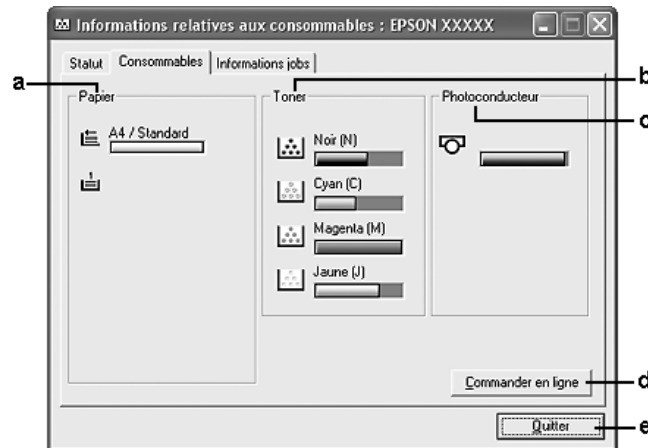 Informations relatives aux consommables : EPSON XXXXX
Statut Consommables Informations jobs
a b
Papier Toner Photoconducteur
c
A4 / Standard
Noir (N)
1
Cyan (C)
Magenta (M)
Jaune (J)
Commander en ligne d
Quitter e